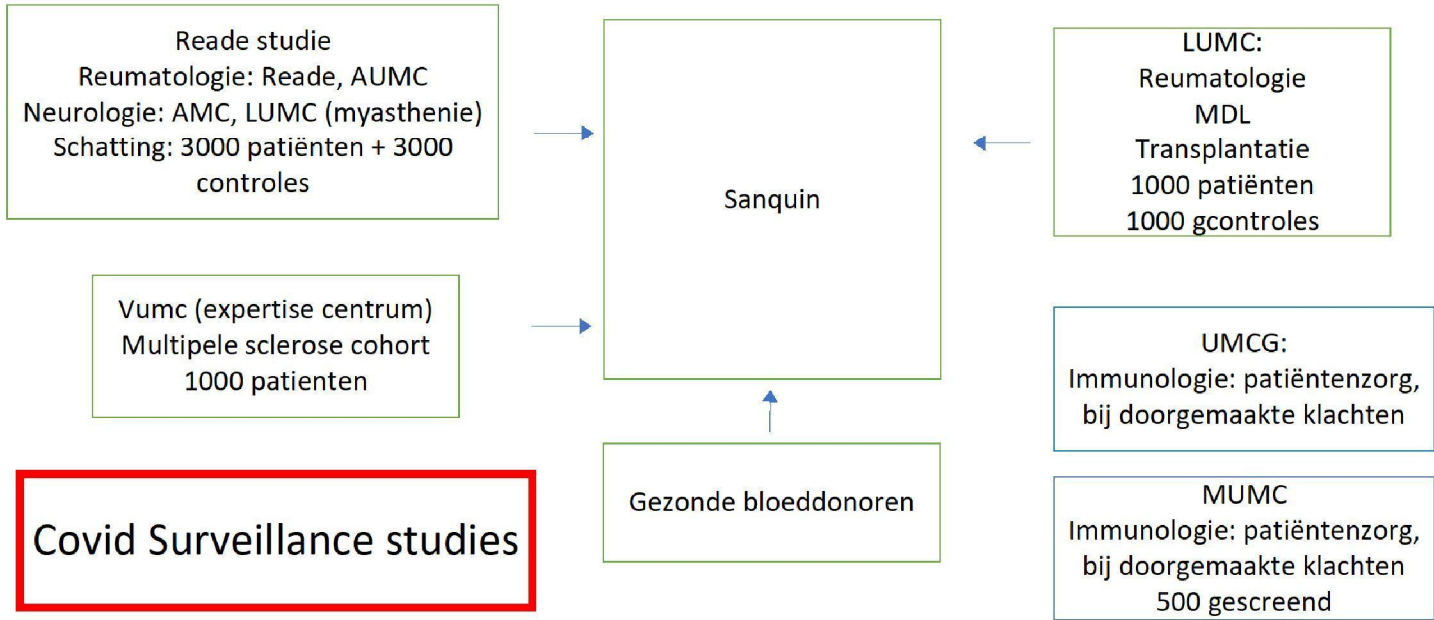 Reade studie
Reumatologie: Reade, AUMC
Neurologie: AMC, LUMC (myasthenie)
Schatting: 3000 patiënten + 3000
controles
Vumc (expertise centrum)
Multipele sclerose cohort
1000 patienten
Covid Surveillance studies
Sanquin
Gezonde bloeddonoren
LUMC:
Reumatologie
MDL
Transplantatie
1000 patiënten
1000 gcontroles
UMCG:
Immunologie: patiëntenzorg,
bij doorgemaakte klachten
MUMC
Immunologie: patiëntenzorg,
bij doorgemaakte klachten
500 gescreend